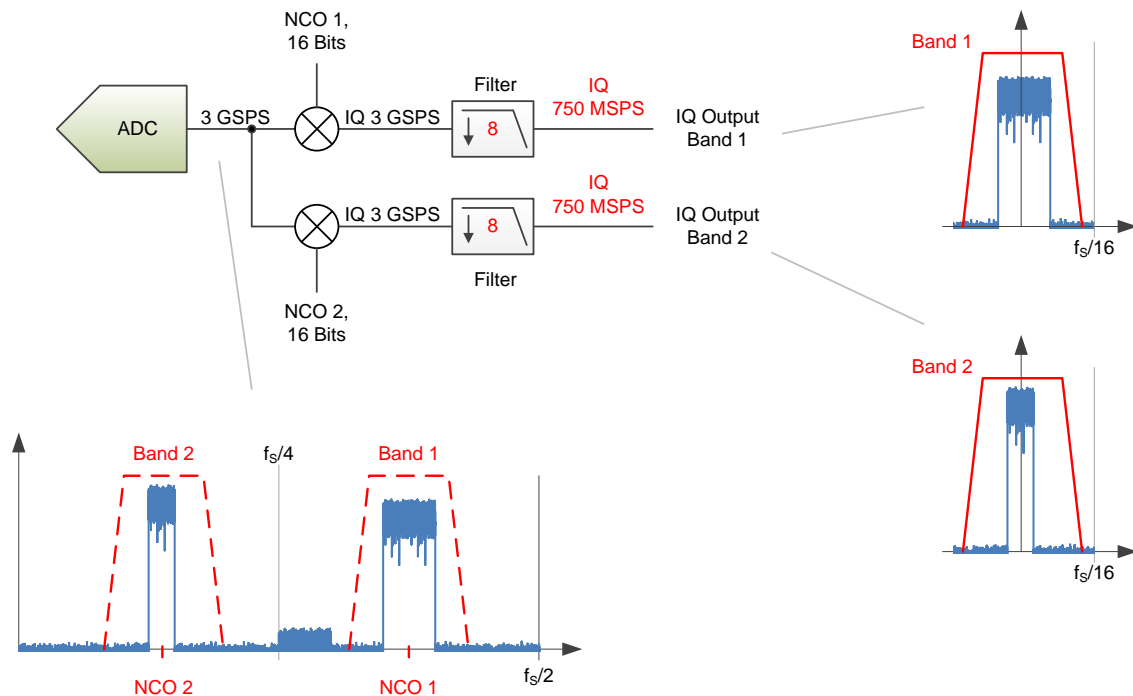 NCO 1,
16 Bits
Filter
IQ
750 MSPS
ADC
3 GSPS
IQ 3 GSPS
8
IQ Output
Band 1
IQ
750 MSPS
IQ 3 GSPS
8
IQ Output
Band 2
Filter
NCO 2,
16 Bits
Band 1
fS/16
Band 2
fS/16
Band 2
fS/4
Band 1
fS/2
NCO 2
NCO 1